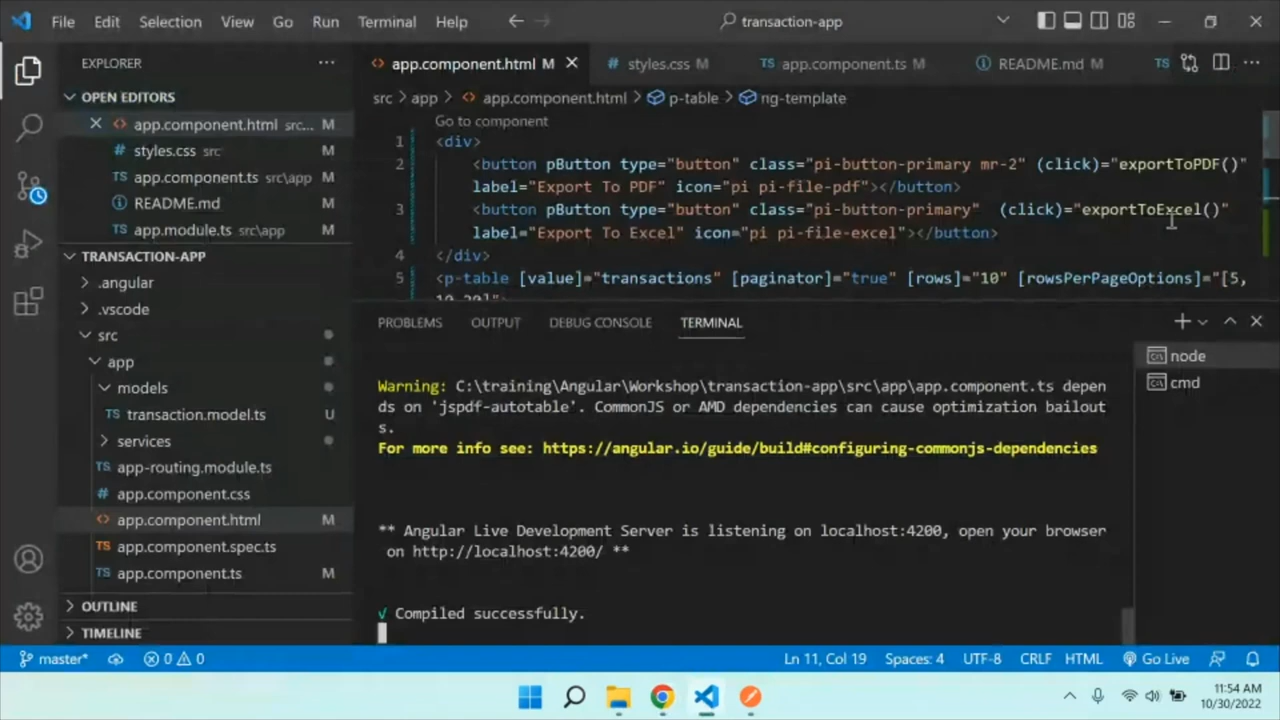 File Edit Selection View Go Run Terminal Help
transaction-app
EXPLORER
OPEN EDITORS
app.component.html src... M
styles.css src M
app.component.ts src\app M
README.md M
app.module.ts src\app M
TRANSACTION-APP
.angular
.vscode
src
app
models
TS transaction.model.ts U
services
TS app-routing.module.ts
# app.component.css
app.component.html M
TS app.component.spec.ts
TS app.component.ts M
OUTLINE
TIMELINE
app.component.html M
# styles.css M
TS app.component.ts M
README.md M
TS
src > app > app.component.html > p-table > ng-template
Go to component
1 <div>
2 <button pButton type="button" class="pi-button-primary mr-2" (click)="exportToPDF()"
label="Export To PDF" icon="pi pi-file-pdf"></button>
3 <button pButton type="button" class="pi-button-primary" (click)="exportToExcel()"
label="Export To Excel" icon="pi pi-file-excel"></button>
4 </div>
5 <p-table [value]="transactions" [paginator]="true" [rows]="10" [rowsPerPageOptions]="[5,
10,20]">
PROBLEMS OUTPUT DEBUG CONSOLE TERMINAL
node
cmd
Warning: C:\training\Angular\Workshop\transaction-app\src\app\app.component.ts depen
ds on 'jspdf-autotable'. CommonJS or AMD dependencies can cause optimization bailout
s.
For more info see: https://angular.io/guide/build#configuring-commonjs-dependencies
** Angular Live Development Server is listening on localhost:4200, open your browser
on http://localhost:4200/ **
√ Compiled successfully.
master* 0 0 Ln 11, Col 19 Spaces: 4 UTF-8 CRLF HTML Go Live
11:54 AM
10/30/2022